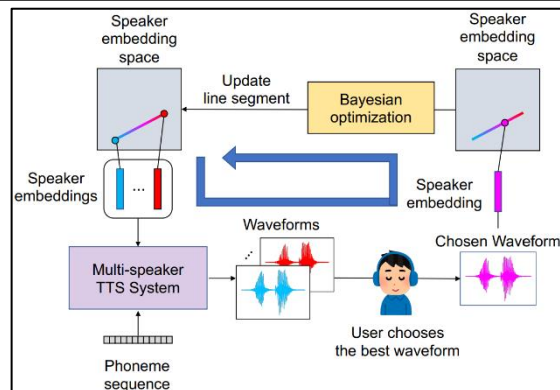 Speaker
embedding
space
Update
line segment
Bayesian
optimization
Speaker
embedding
space
Speaker
embeddings
...
Speaker
embedding
Multi-speaker
TTS System
Waveforms
...
User chooses
the best waveform
Chosen Waveform
Phoneme
sequence